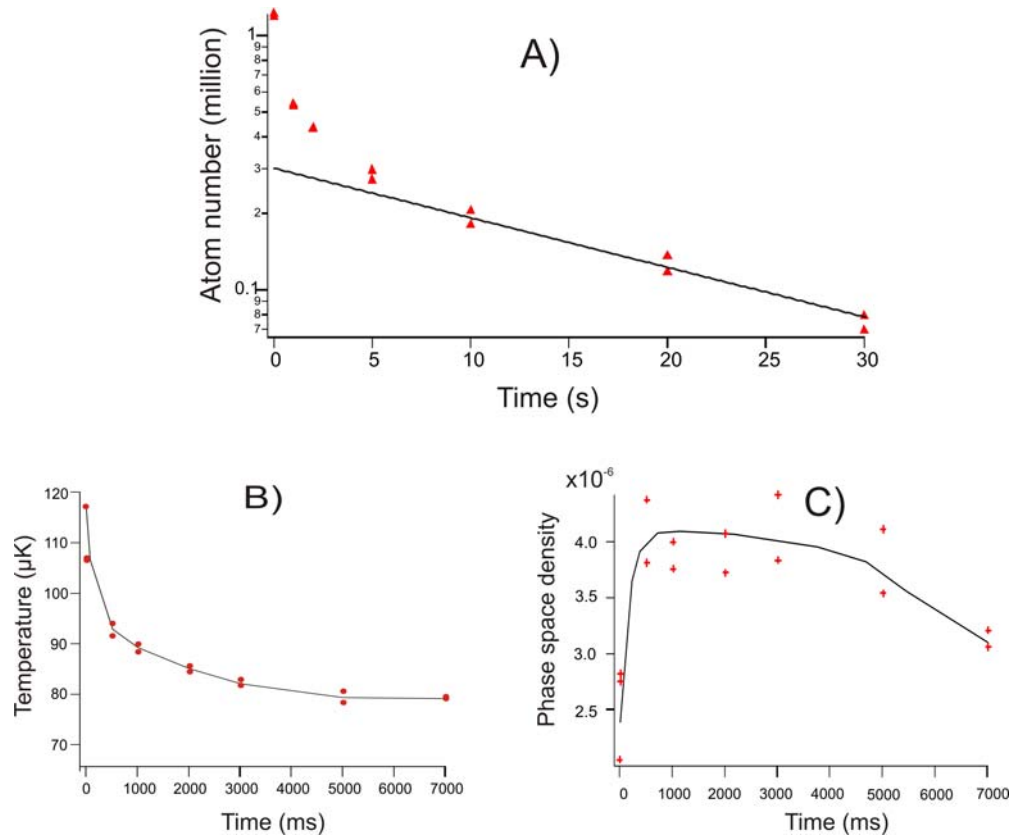 A)
Atom number (million)
1
9
8
7
6
5
4
3
2
0.1
9
8
7
0 5 10 15 20 25 30
Time (s)
B)
Temperature (µK)
120
110
100
90
80
70
0 1000 2000 3000 4000 5000 6000 7000
Time (ms)
C)
x10-6
Phase space density
4.0
3.5
3.0
2.5
0 1000 2000 3000 4000 5000 6000 7000
Time (ms)